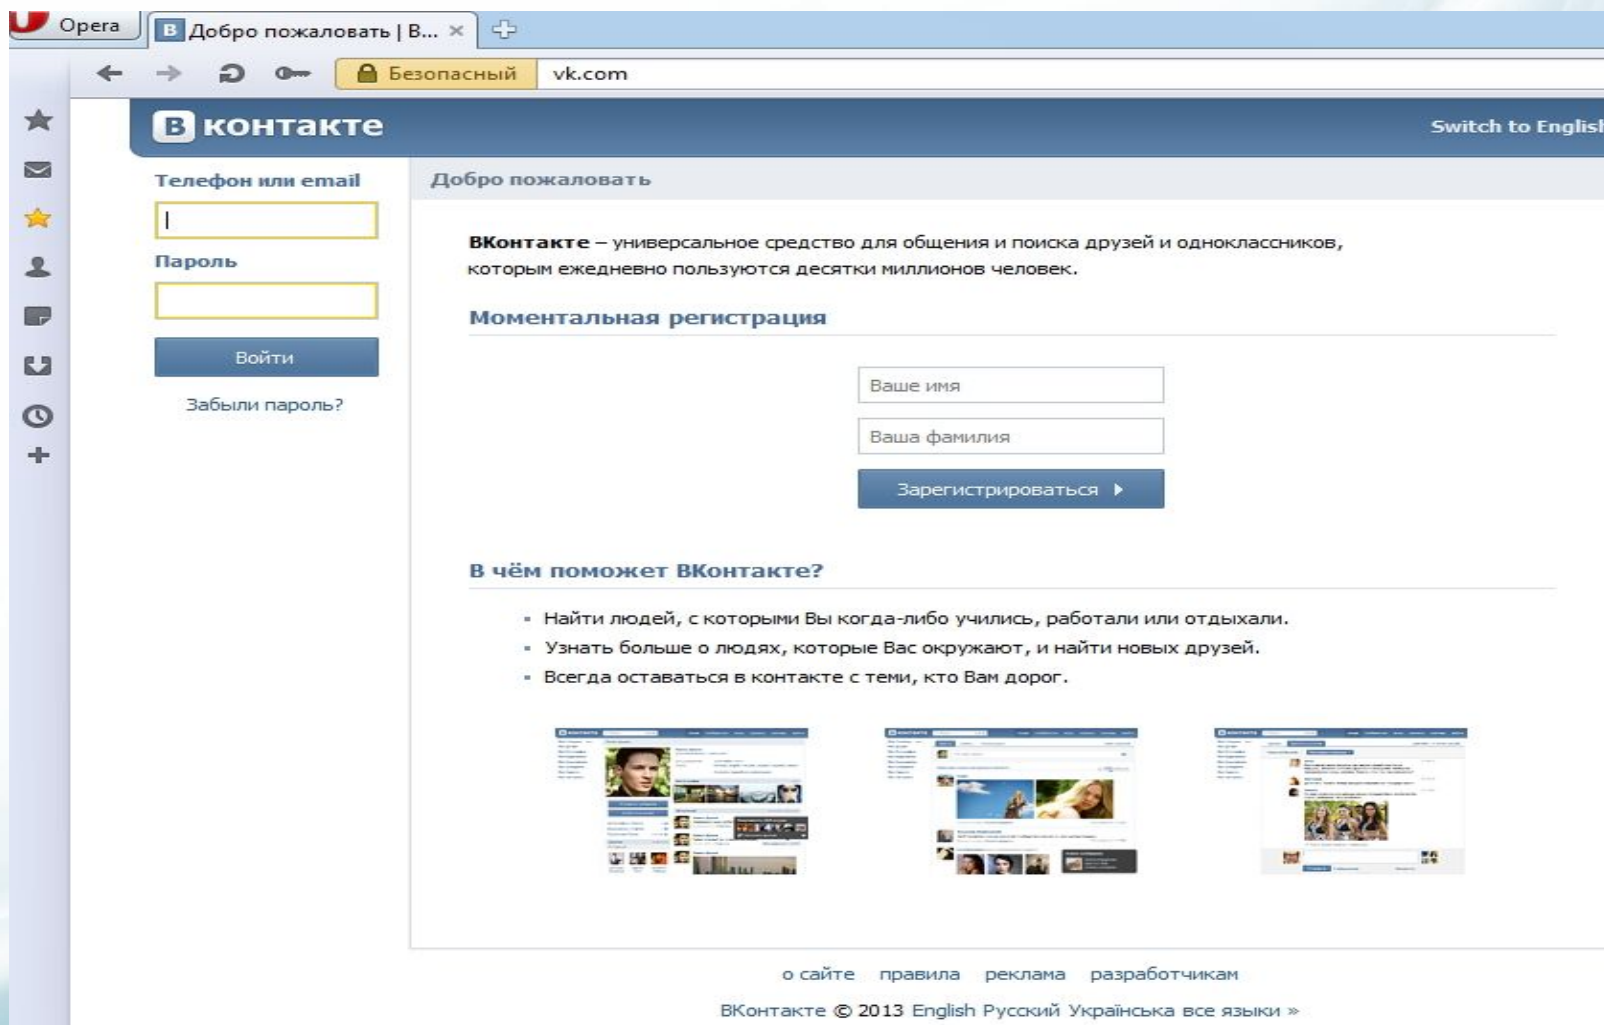 Opera
Добро пожаловать | В...
Безопасный
vk.com
В контакте
Switch to English
Телефон или email
Пароль
Войти
Забыли пароль?
Добро пожаловать
ВКонтакте – универсальное средство для общения и поиска друзей и одноклассников,
которым ежедневно пользуются десятки миллионов человек.
Моментальная регистрация
Ваше имя
Ваша фамилия
Зарегистрироваться
В чём поможет ВКонтакте?
Найти людей, с которыми Вы когда-либо учились, работали или отдыхали.
Узнать больше о людях, которые Вас окружают, и найти новых друзей.
Всегда оставаться в контакте с теми, кто Вам дорог.
о сайте правила реклама разработчикам
ВКонтакте © 2013 English Русский Українська все языки »